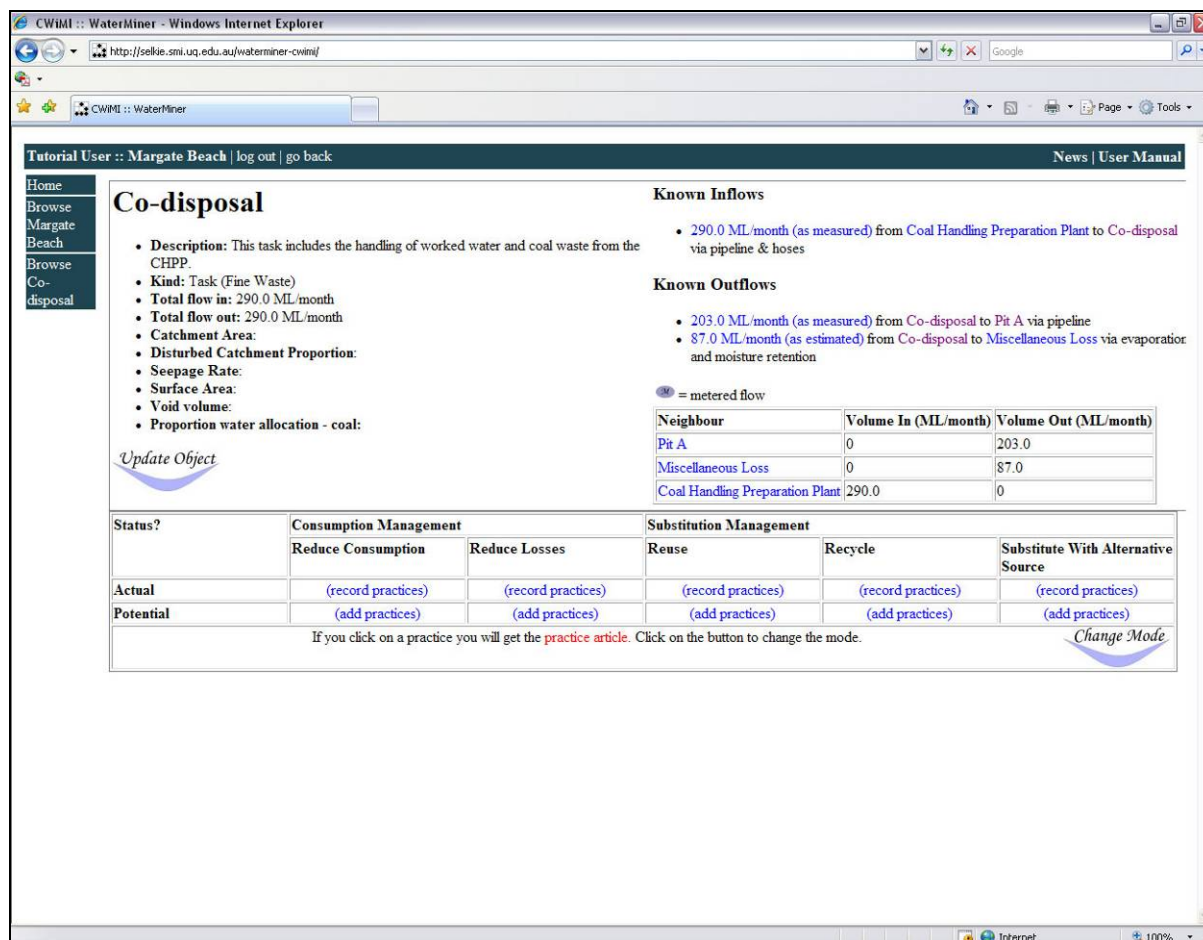 CWiMI :: WaterMiner - Windows Internet Explorer
http://selkie.smi.uq.edu.au/waterminer-cwimi/
Google
CWiMI :: WaterMiner
Page
Tools
Tutorial User :: Margate Beach | log out | go back
News | User Manual
Home
Browse
Margate
Beach
Browse
Co-
disposal
Co-disposal
• Description: This task includes the handling of worked water and coal waste from the
CHPP.
• Kind: Task (Fine Waste)
• Total flow in: 290.0 ML/month
• Total flow out: 290.0 ML/month
• Catchment Area:
• Disturbed Catchment Proportion:
• Seepage Rate:
• Surface Area:
• Void volume:
• Proportion water allocation - coal:
Update Object
Known Inflows
• 290.0 ML/month (as measured) from Coal Handling Preparation Plant to Co-disposal
via pipeline & hoses
Known Outflows
• 203.0 ML/month (as measured) from Co-disposal to Pit A via pipeline
• 87.0 ML/month (as estimated) from Co-disposal to Miscellaneous Loss via evaporation
and moisture retention
M = metered flow
Neighbour Volume In (ML/month) Volume Out (ML/month)
Pit A 0 203.0
Miscellaneous Loss 0 87.0
Coal Handling Preparation Plant 290.0 0
Status? Consumption Management Substitution Management
Reduce Consumption Reduce Losses Reuse Recycle Substitute With Alternative
Source
Actual (record practices) (record practices) (record practices) (record practices) (record practices)
Potential (add practices) (add practices) (add practices) (add practices) (add practices)
If you click on a practice you will get the practice article. Click on the button to change the mode.
Change Mode
Internet
100%